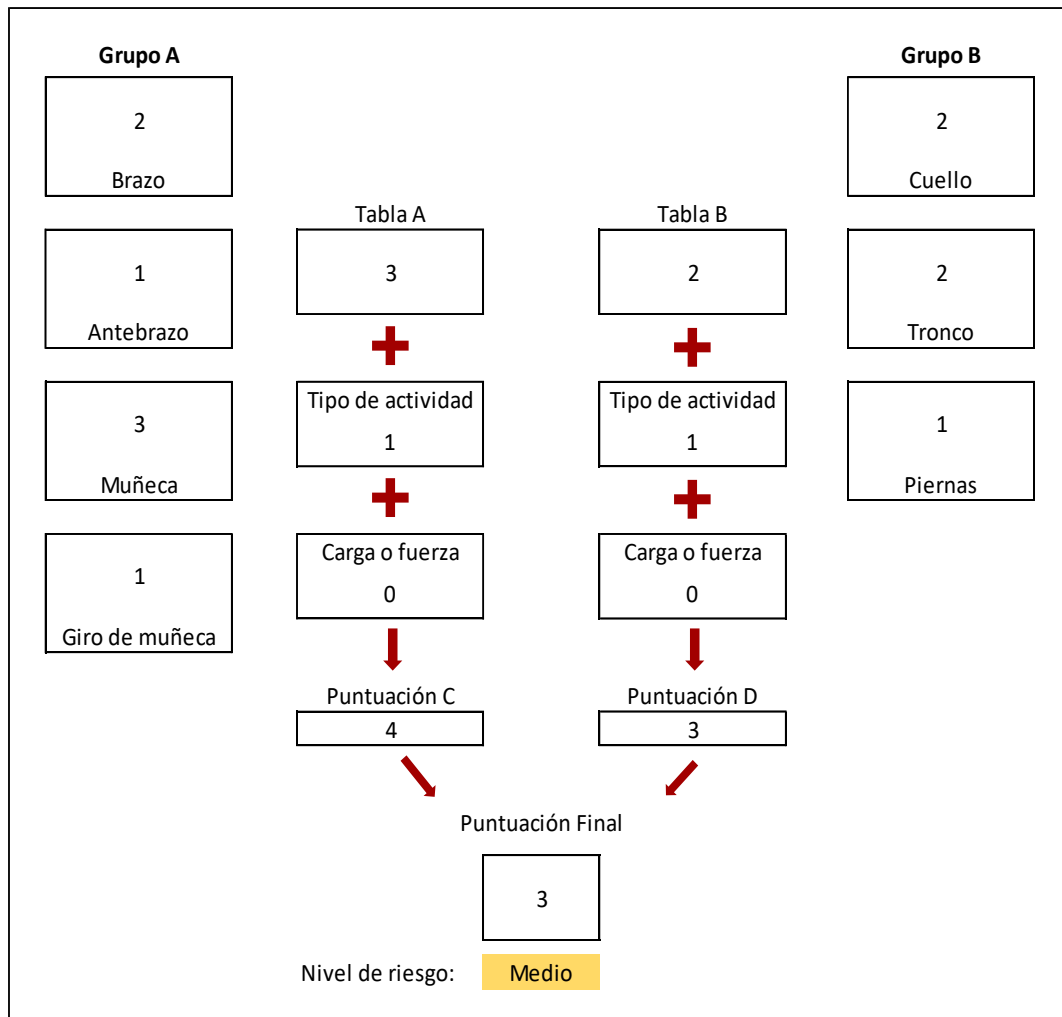 Grupo A
2
Brazo
1
Antebrazo
3
Muñeca
1
Giro de muñeca
Tabla A
3
Tipo de actividad
1
Carga o fuerza
0
Puntuación C
4
Tabla B
2
Tipo de actividad
1
Carga o fuerza
0
Puntuación D
3
Grupo B
2
Cuello
2
Tronco
1
Piernas
Puntuación Final
3
Nivel de riesgo: Medio